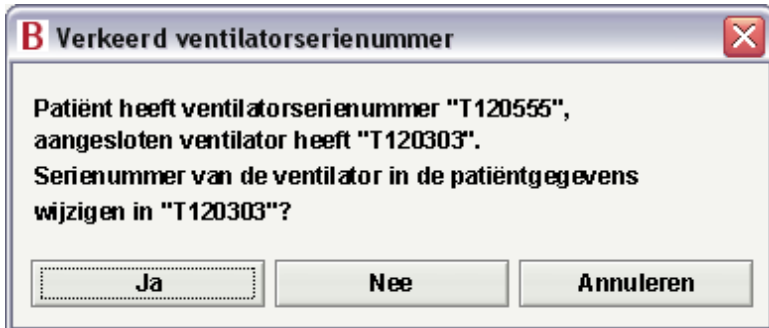 B Verkeerd ventilatorserienummer
Patiënt heeft ventilatorserienummer "T120555",
aangesloten ventilator heeft "T120303".
Serienummer van de ventilator in de patiëntgegevens
wijzigen in "T120303"?
Ja Nee Annuleren